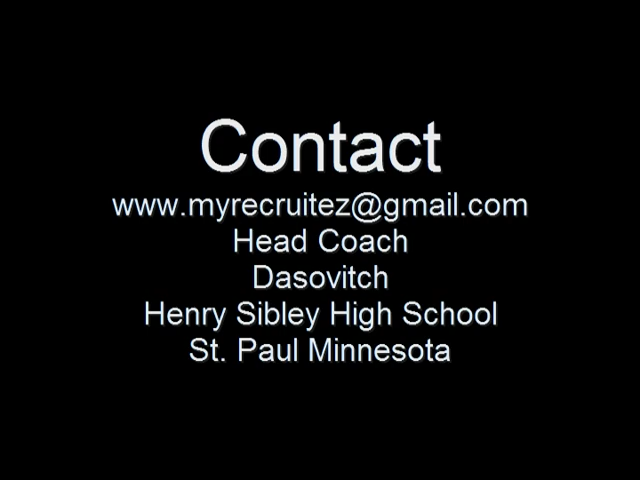 Contact
www.myrecruitez@gmail.com
Head Coach
Dasovitch
Henry Sibley High School
St. Paul Minnesota